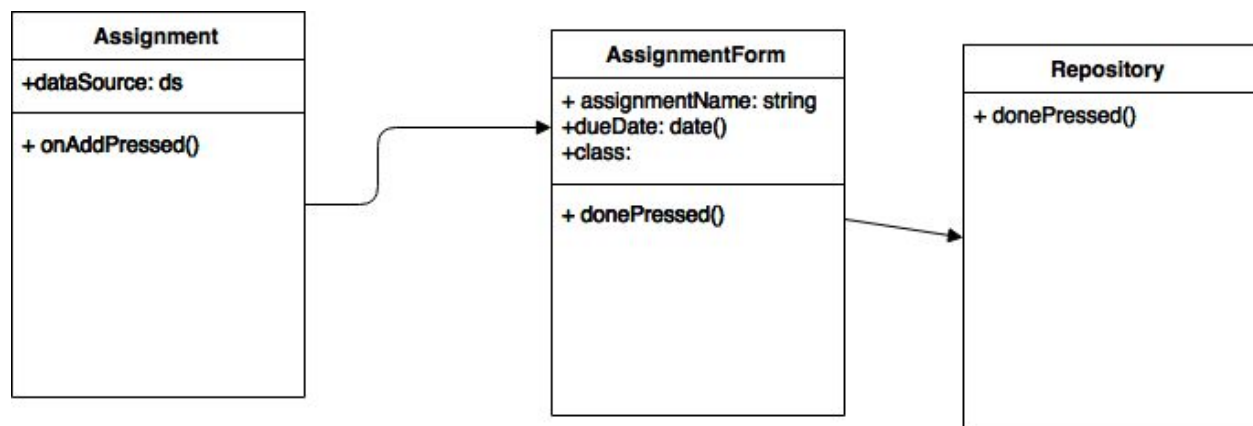 Assignment
+dataSource: ds
+ onAddPressed()
AssignmentForm
+ assignmentName: string
+dueDate: date()
+class:
+ donePressed()
Repository
+ donePressed()